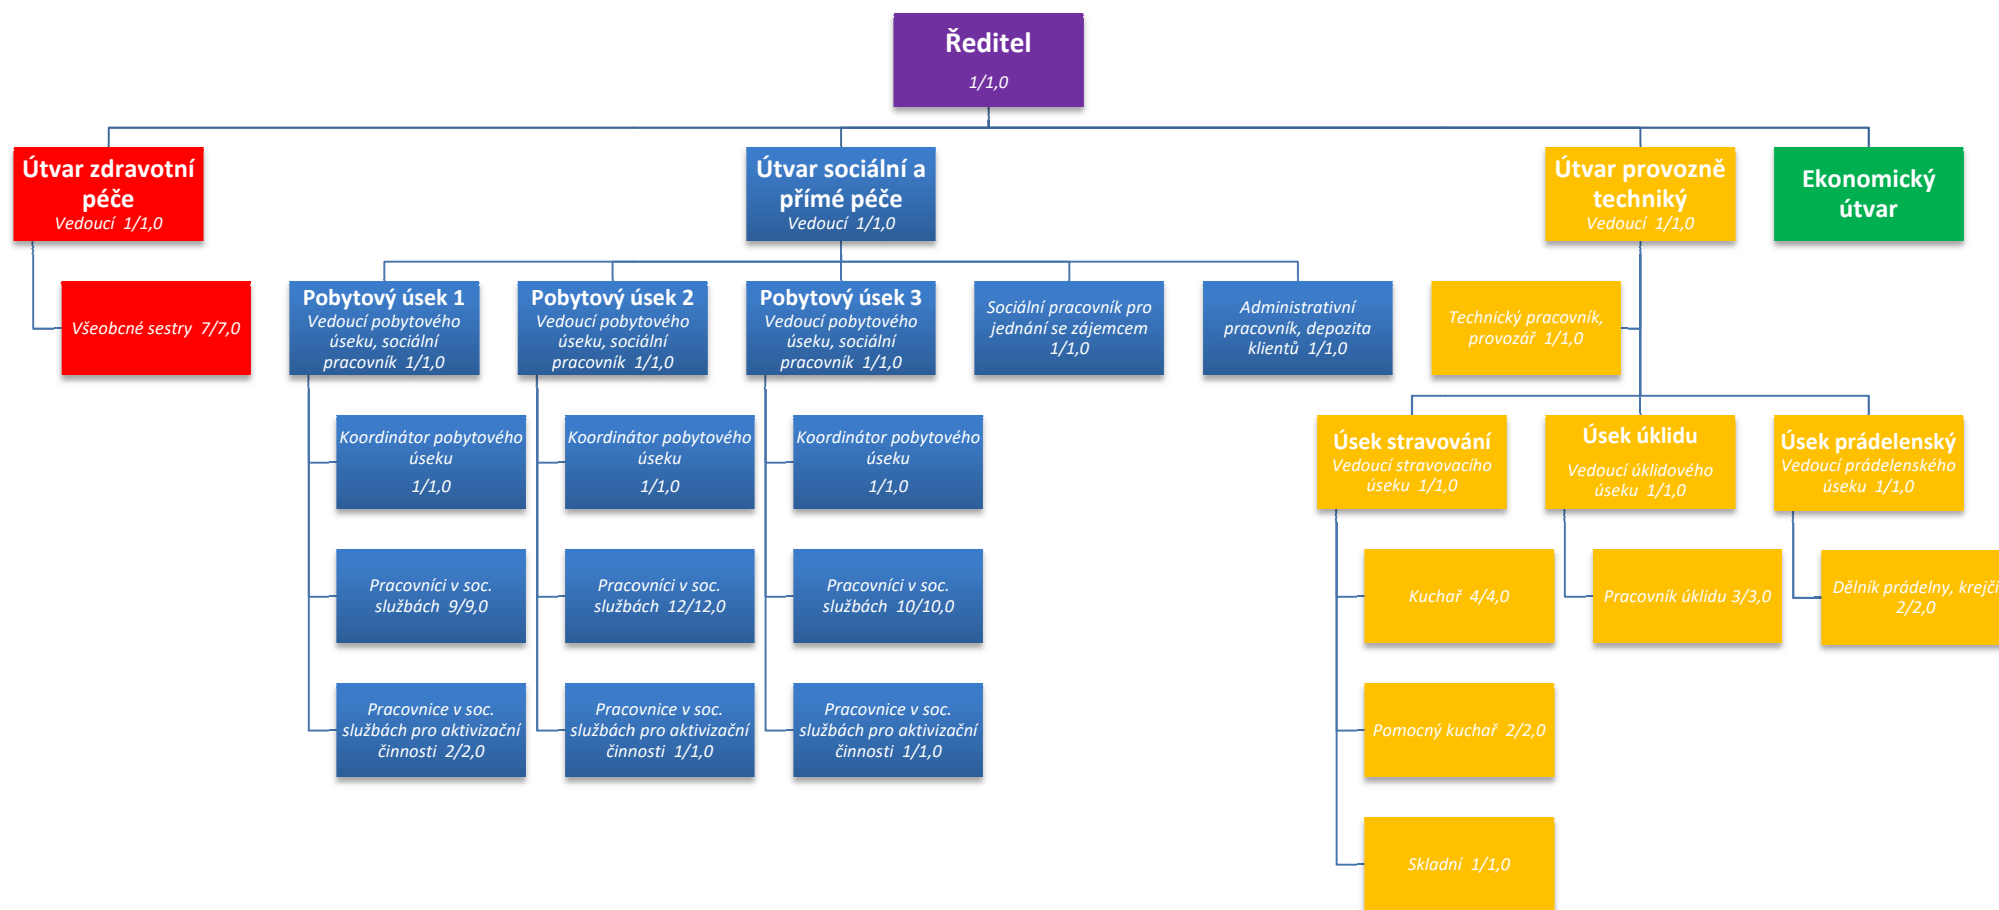 Ředitel
1/1,0
Útvar zdravotní
péče
Vedoucí 1/1,0
Útvar sociální a
přímé péče
Vedoucí 1/1,0
Útvar provozně
techniký
Vedoucí 1/1,0
Ekonomický
útvar
Všeobcné sestry 7/7,0
Pobytový úsek 1
Vedoucí pobytového
úseku, sociální
pracovník 1/1,0
Pobytový úsek 2
Vedoucí pobytového
úseku, sociální
pracovník 1/1,0
Pobytový úsek 3
Vedoucí pobytového
úseku, sociální
pracovník 1/1,0
Sociální pracovník pro
jednání se zájemcem
1/1,0
Administrativní
pracovník, depozita
klientů 1/1,0
Technický pracovník,
provozář 1/1,0
Koordinátor pobytového
úseku
1/1,0
Koordinátor pobytového
úseku
1/1,0
Koordinátor pobytového
úseku
1/1,0
Úsek stravování
Vedoucí stravovacího
úseku 1/1,0
Úsek úklidu
Vedoucí úklidového
úseku 1/1,0
Úsek prádelenský
Vedoucí prádelenského
úseku 1/1,0
Pracovníci v soc.
službách 9/9,0
Pracovníci v soc.
službách 12/12,0
Pracovníci v soc.
službách 10/10,0
Kuchař 4/4,0
Pracovník úklidu 3/3,0
Dělník prádelny, krejčí
2/2,0
Pracovnice v soc.
službách pro aktivizační
činnosti 2/2,0
Pracovnice v soc.
službách pro aktivizační
činnosti 1/1,0
Pracovnice v soc.
službách pro aktivizační
činnosti 1/1,0
Pomocný kuchař 2/2,0
Skladní 1/1,0